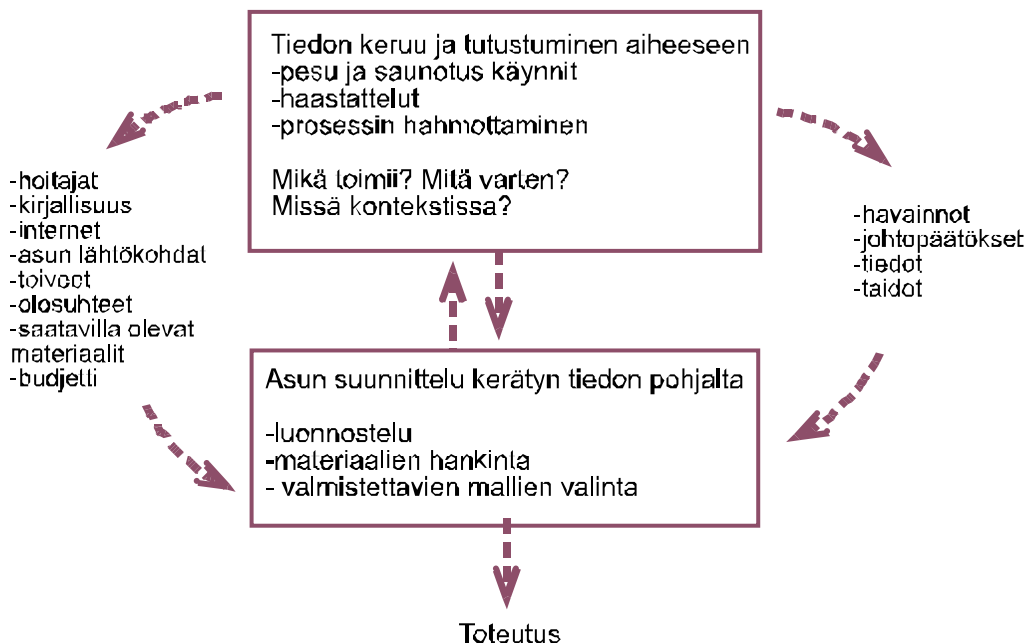 Tiedon keruu ja tutustuminen aiheeseen
-pesu ja saunotus käynnit
-haastattelut
-prosessin hahmottaminen
Mikä toimii? Mitä varten?
Missä kontekstissa?
-hoitajat
-kirjallisuus
-internet
-asun lähtökohdat
-toiveet
-olosuhteet
-saatavilla olevat
materiaalit
-budjetti
-havainnot
-johtopäätökset
-tiedot
-taidot
Asun suunnittelu kerätyn tiedon pohjalta
-luonnostelu
-materiaalien hankinta
- valmistettavien mallien valinta
Toteutus